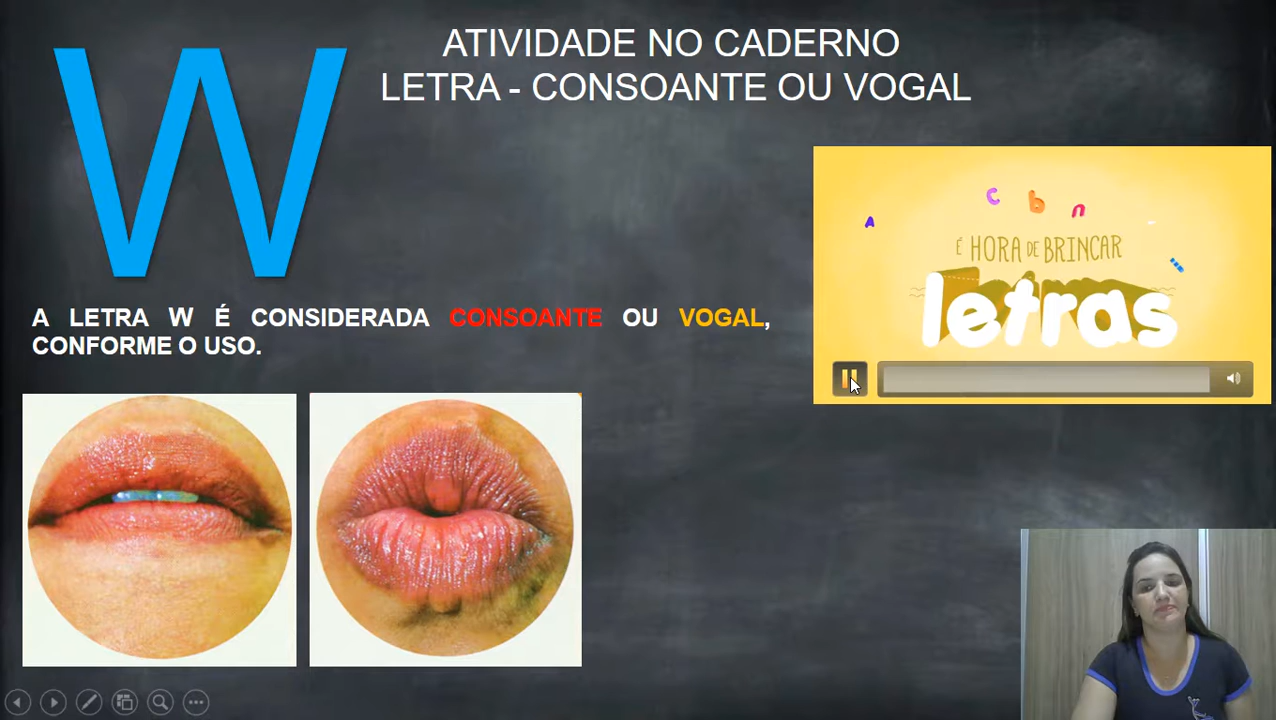 W
ATIVIDADE NO CADERNO
LETRA - CONSOANTE OU VOGAL
A LETRA W É CONSIDERADA CONSOANTE OU VOGAL,
CONFORME O USO.
A c b n
É HORA DE BRINCAR
letras